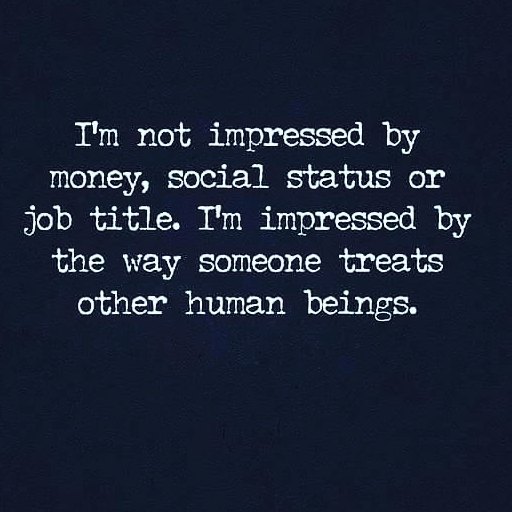 I'm not impressed by
money, social status or
job title. I'm impressed by
the way someone treats
other human beings.